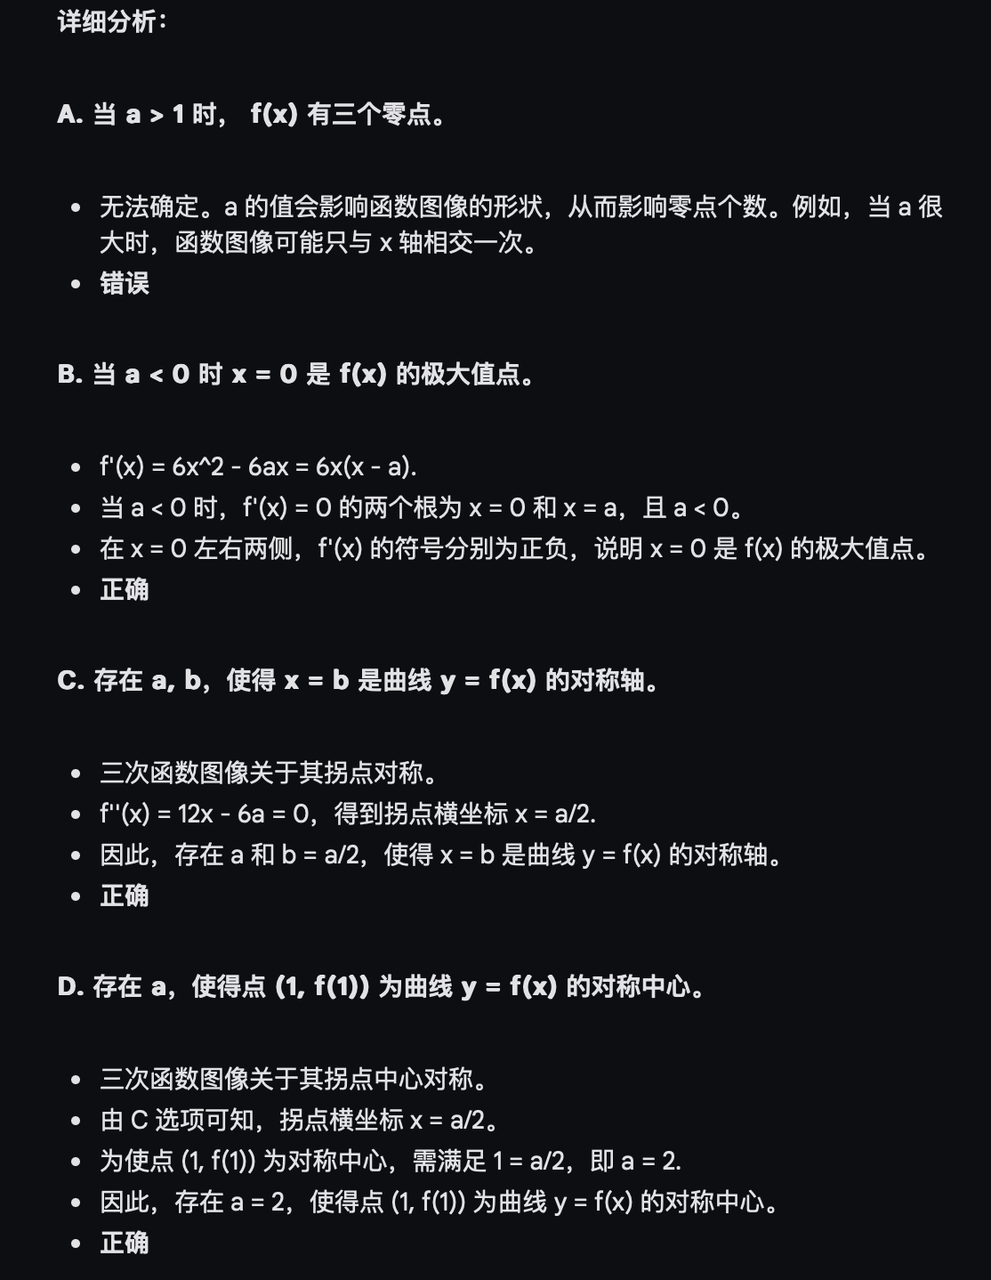 详细分析：
A. 当 a > 1 时， f(x) 有三个零点。
• 无法确定。a 的值会影响函数图像的形状，从而影响零点个数。例如，当 a 很
大时，函数图像可能只与 x 轴相交一次。
• 错误
B. 当 a < 0 时 x = 0 是 f(x) 的极大值点。
• f'(x) = 6x^2 - 6ax = 6x(x - a).
• 当 a < 0 时，f'(x) = 0 的两个根为 x = 0 和 x = a，且 a < 0。
• 在 x = 0 左右两侧，f'(x) 的符号分别为正负，说明 x = 0 是 f(x) 的极大值点。
• 正确
C. 存在 a, b，使得 x = b 是曲线 y = f(x) 的对称轴。
• 三次函数图像关于其拐点对称。
• f''(x) = 12x - 6a = 0，得到拐点横坐标 x = a/2.
• 因此，存在 a 和 b = a/2，使得 x = b 是曲线 y = f(x) 的对称轴。
• 正确
D. 存在 a，使得点 (1, f(1)) 为曲线 y = f(x) 的对称中心。
• 三次函数图像关于其拐点中心对称。
• 由 C 选项可知，拐点横坐标 x = a/2。
• 为使点 (1, f(1)) 为对称中心，需满足 1 = a/2，即 a = 2.
• 因此，存在 a = 2，使得点 (1, f(1)) 为曲线 y = f(x) 的对称中心。
• 正确